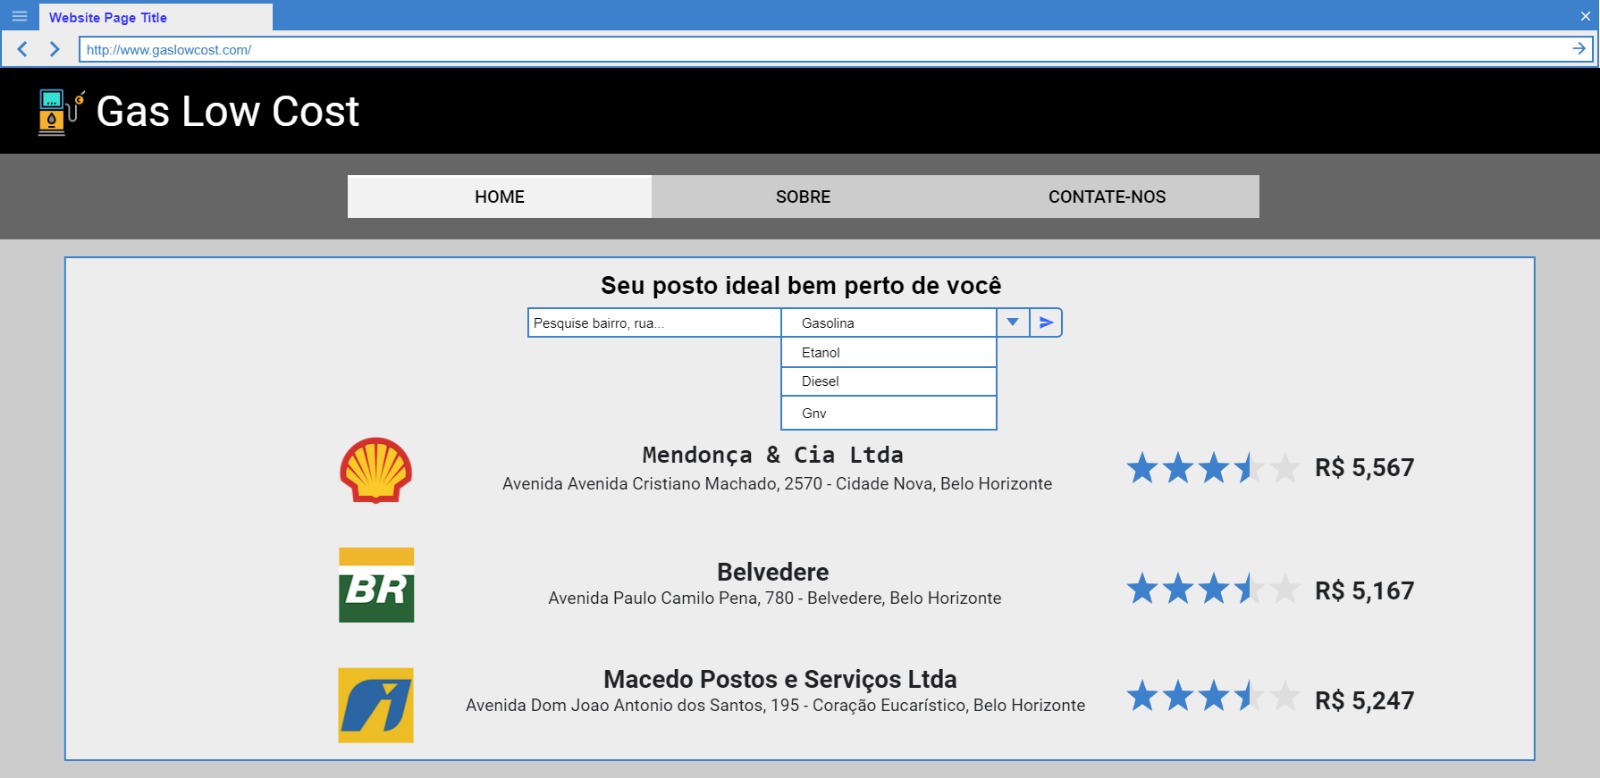 Website Page Title
http://www.gaslowcost.com/
Gas Low Cost
HOME SOBRE CONTATE-NOS
Seu posto ideal bem perto de você
Pesquise bairro, rua... Gasolina
Etanol
Diesel
Gnv
Mendonça & Cia Ltda
Avenida Avenida Cristiano Machado, 2570 - Cidade Nova, Belo Horizonte
R$ 5,567
BR
Belvedere
Avenida Paulo Camilo Pena, 780 - Belvedere, Belo Horizonte
R$ 5,167
Macedo Postos e Serviços Ltda
Avenida Dom Joao Antonio dos Santos, 195 - Coração Eucarístico, Belo Horizonte
R$ 5,247